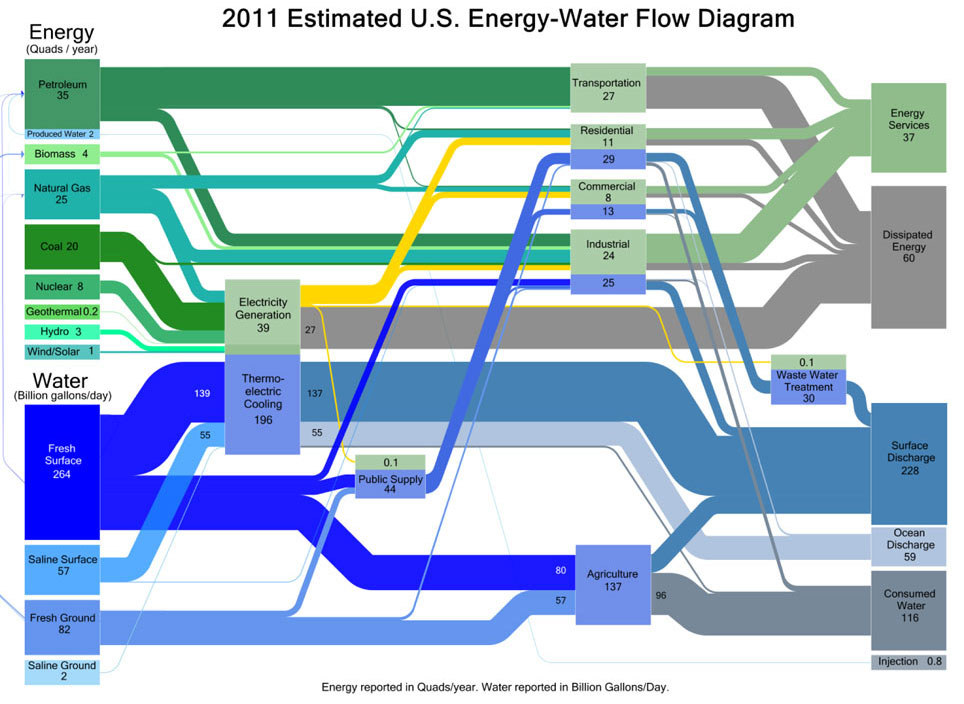 2011 Estimated U.S. Energy-Water Flow Diagram
Energy
(Quads / year)
Petroleum
35
Produced Water 2
Biomass 4
Natural Gas
25
Coal 20
Nuclear 8
Geothermal 0.2
Hydro 3
Wind/Solar 1
Water
(Billion gallons/day)
Fresh
Surface
264
Saline Surface
57
Fresh Ground
82
Saline Ground
2
Electricity
Generation
39
27
Thermo-
electric
Cooling
196
139
55
137
55
0.1
Public Supply
44
Transportation
27
Residential
11
29
Commercial
8
13
Industrial
24
25
0.1
Waste Water
Treatment
30
80
57
Agriculture
137
96
Energy
Services
37
Dissipated
Energy
60
Surface
Discharge
228
Ocean
Discharge
59
Consumed
Water
116
Injection 0.8
Energy reported in Quads/year. Water reported in Billion Gallons/Day.